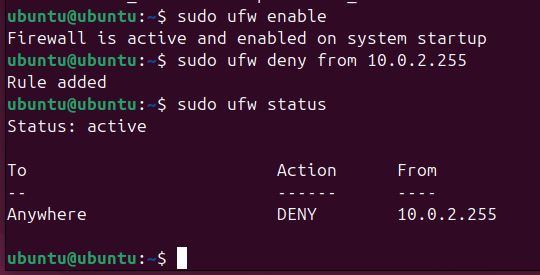 ubuntu@ubuntu:~$ sudo ufw enable
Firewall is active and enabled on system startup
ubuntu@ubuntu:~$ sudo ufw deny from 10.0.2.255
Rule added
ubuntu@ubuntu:~$ sudo ufw status
Status: active
To Action From
-- ------ ----
Anywhere DENY 10.0.2.255
ubuntu@ubuntu:~$